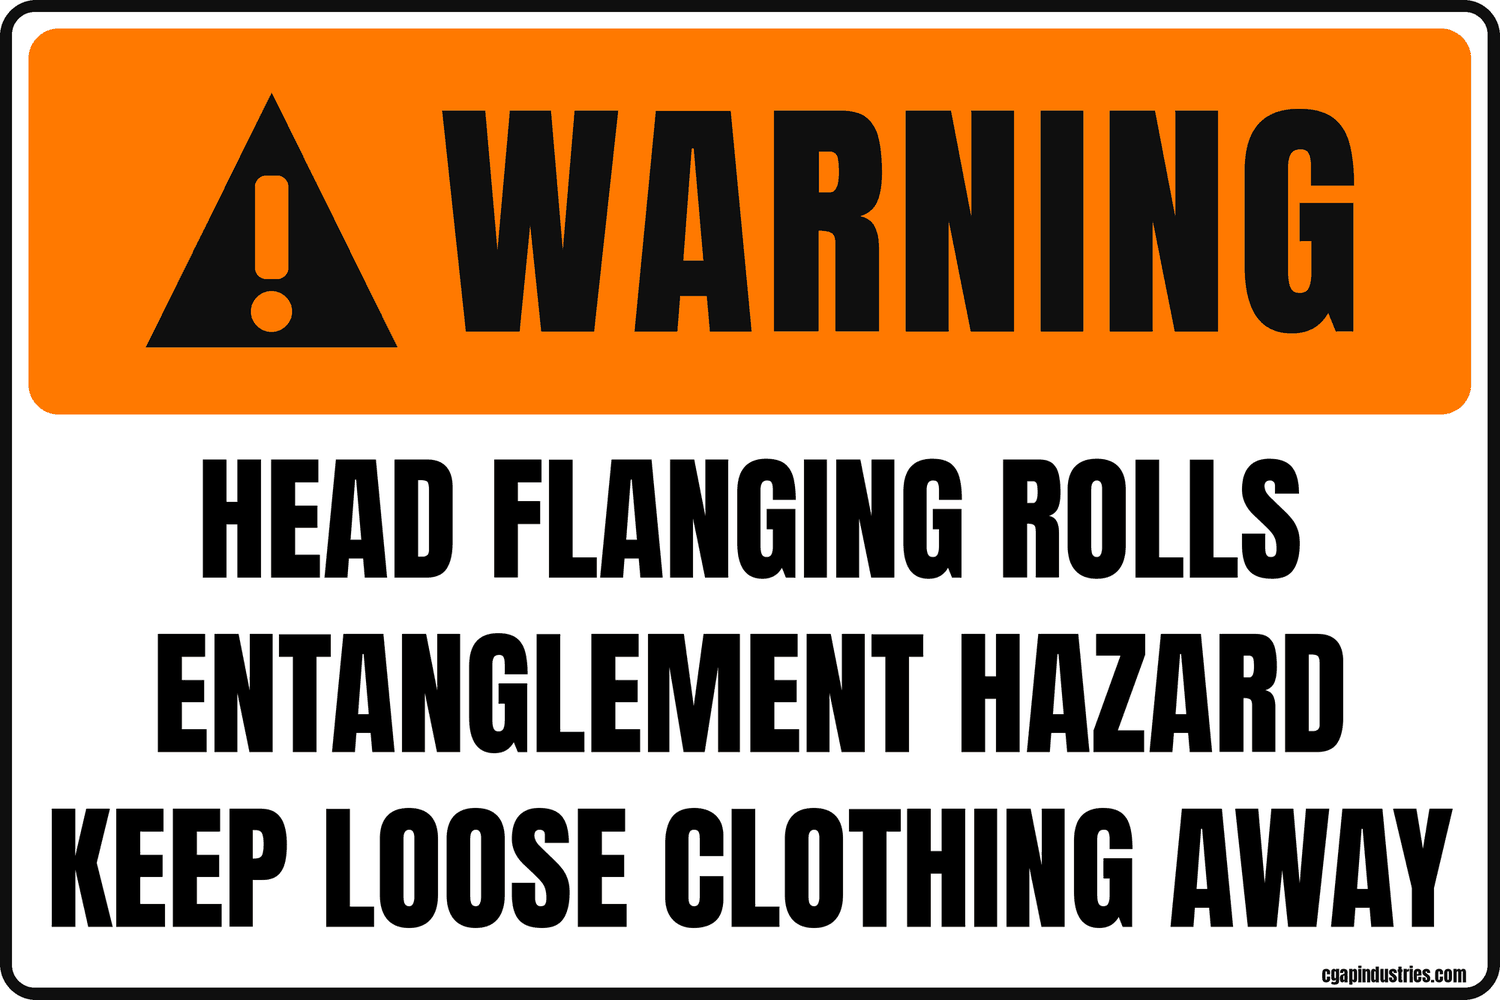 WARNING
HEAD FLANGING ROLLS
ENTANGLEMENT HAZARD
KEEP LOOSE CLOTHING AWAY
cgapindustries.com